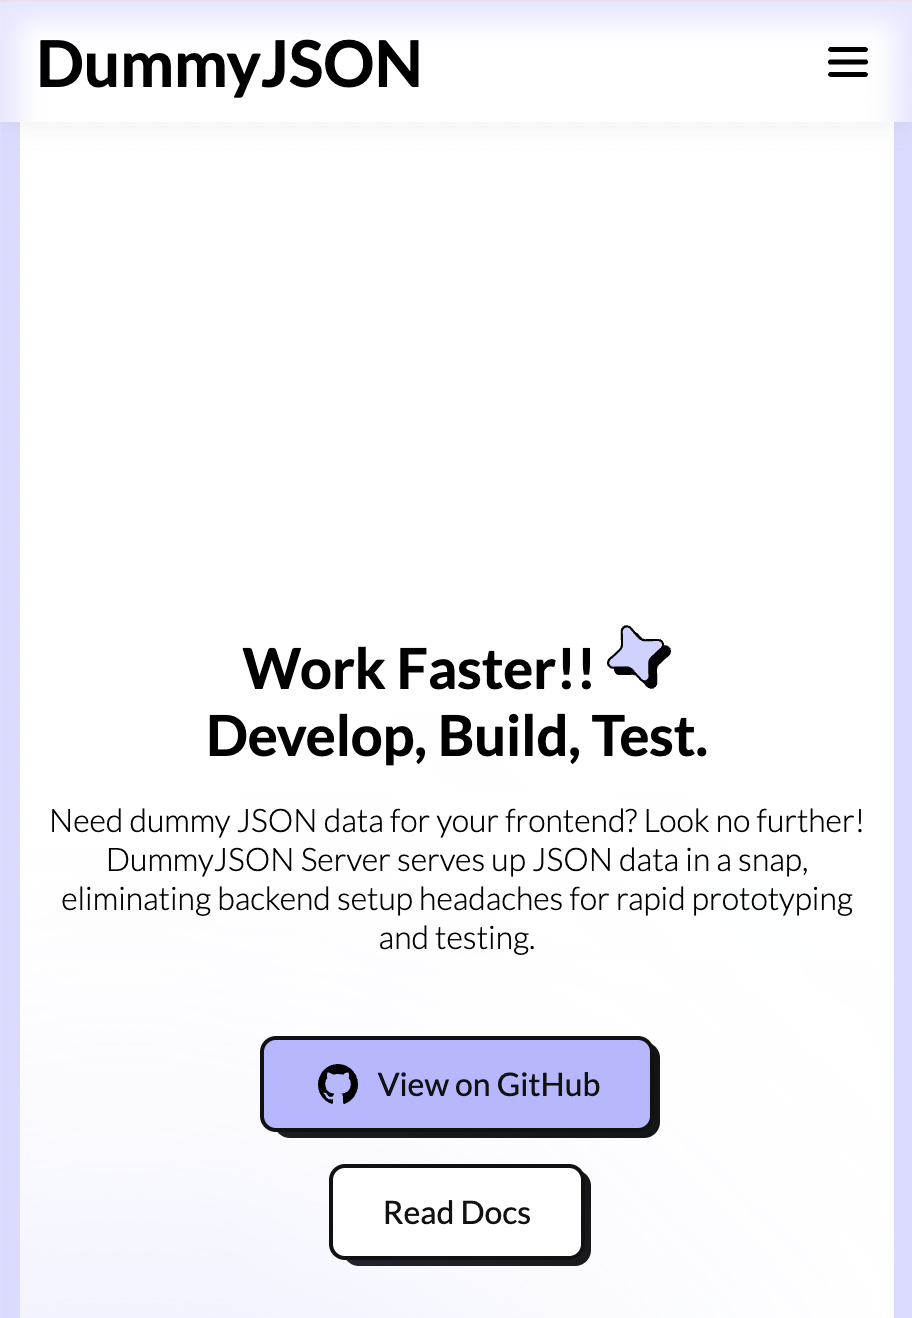 DummyJSON
Work Faster!!
Develop, Build, Test.
Need dummy JSON data for your frontend? Look no further!
DummyJSON Server serves up JSON data in a snap,
eliminating backend setup headaches for rapid prototyping
and testing.
View on GitHub
Read Docs